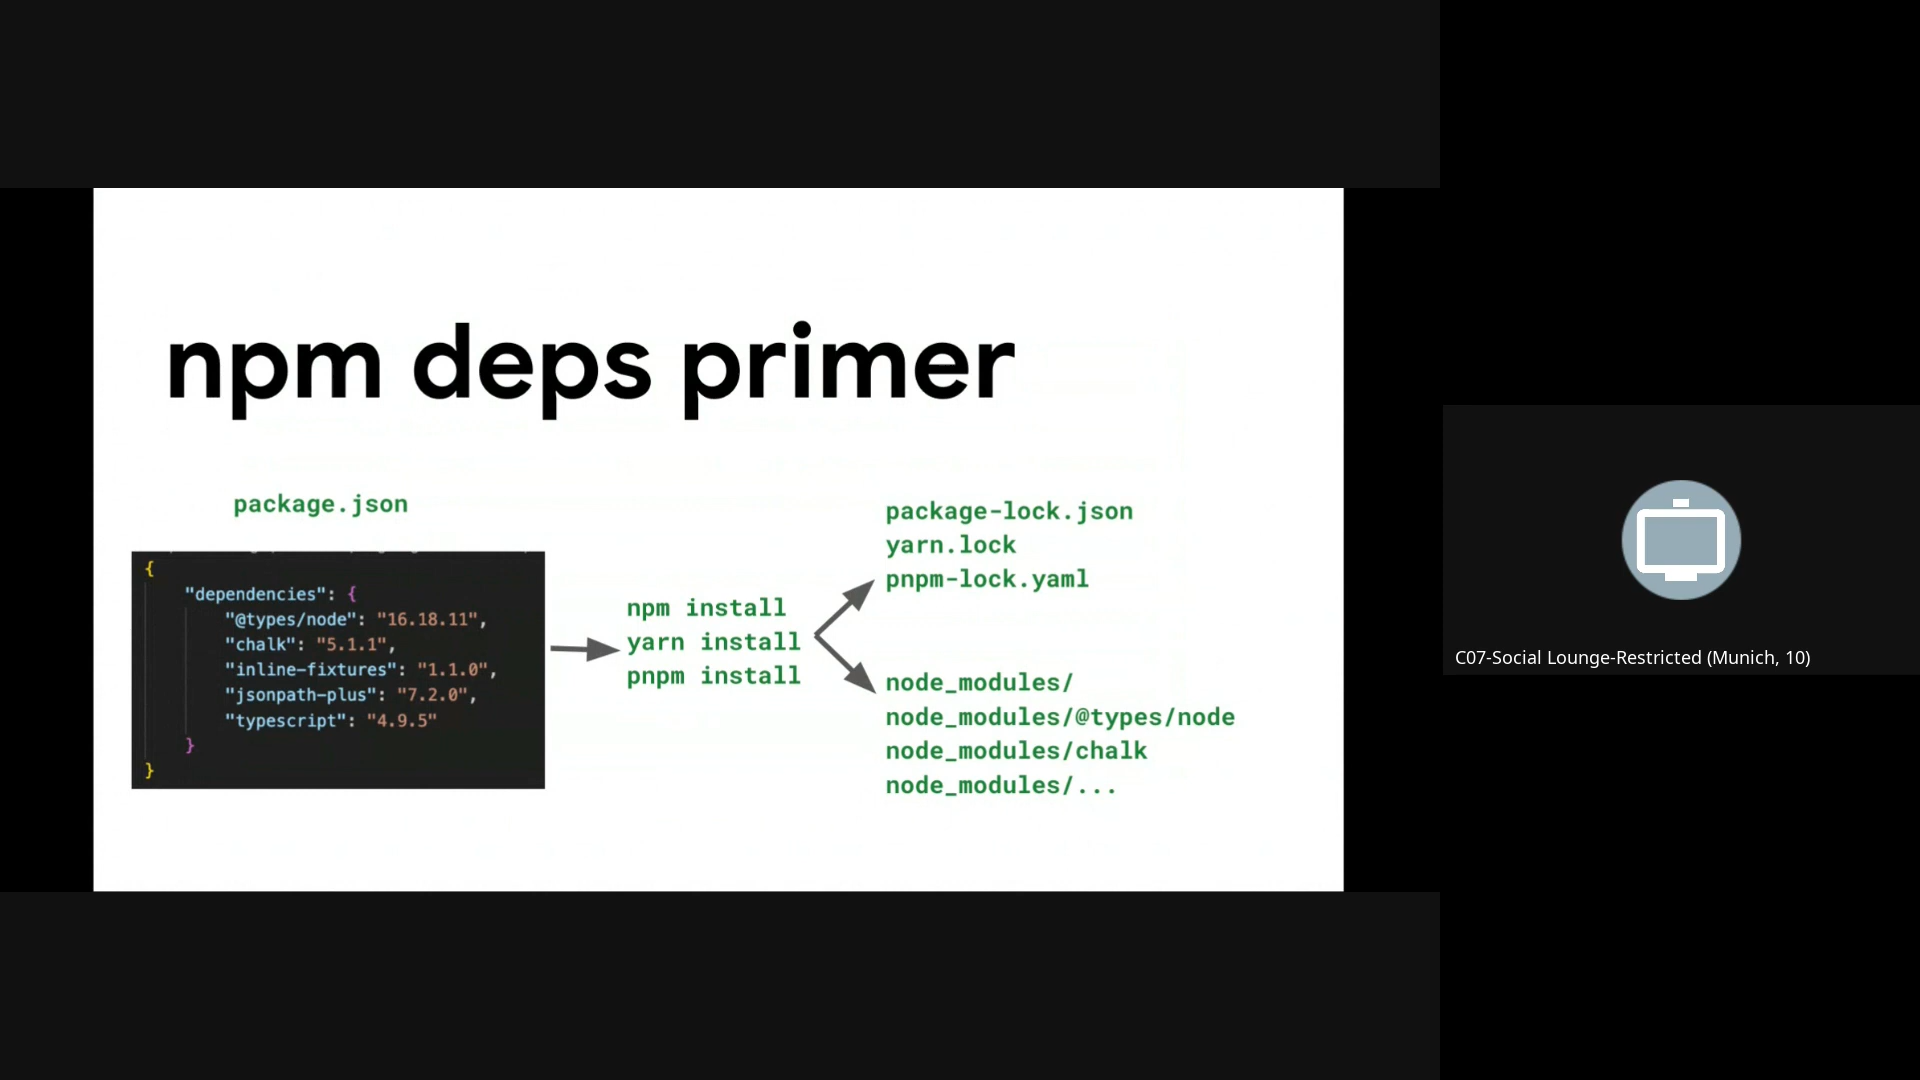 npm deps primer
package.json
{
"dependencies": {
"@types/node": "16.18.11",
"chalk": "5.1.1",
"inline-fixtures": "1.1.0",
"jsonpath-plus": "7.2.0",
"typescript": "4.9.5"
}
}
npm install
yarn install
pnpm install
package-lock.json
yarn.lock
pnpm-lock.yaml
node_modules/
node_modules/@types/node
node_modules/chalk
node_modules/...
C07-Social Lounge-Restricted (Munich, 10)